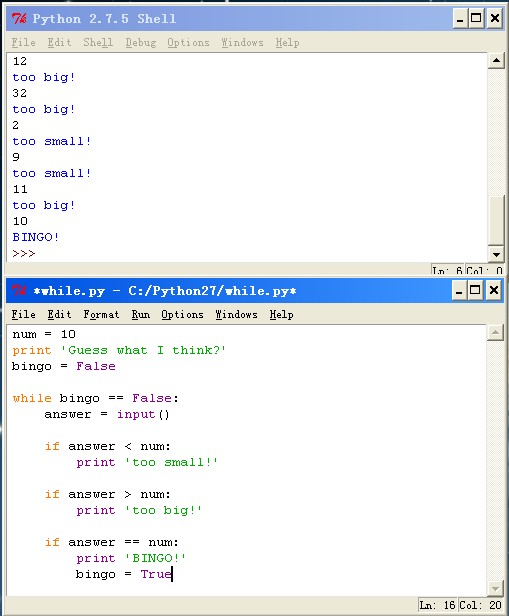 Python 2.7.5 Shell
File Edit Shell Debug Options Windows Help
12
too big!
32
too big!
2
too small!
9
too small!
11
too big!
10
BINGO!
>>>
Ln: 6 Col: 0
*while.py - C:/Python27/while.py*
File Edit Format Run Options Windows Help
num = 10
print 'Guess what I think?'
bingo = False
while bingo == False:
    answer = input()
    if answer < num:
        print 'too small!'
    if answer > num:
        print 'too big!'
    if answer == num:
        print 'BINGO!'
        bingo = True
Ln: 16 Col: 20